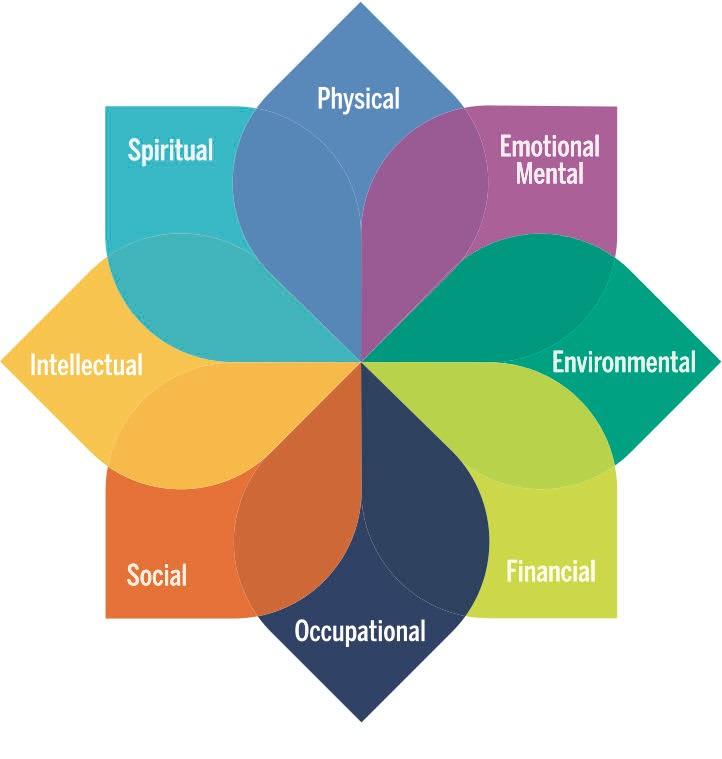 Physical
Spiritual
Emotional
Mental
Intellectual
Environmental
Social
Financial
Occupational